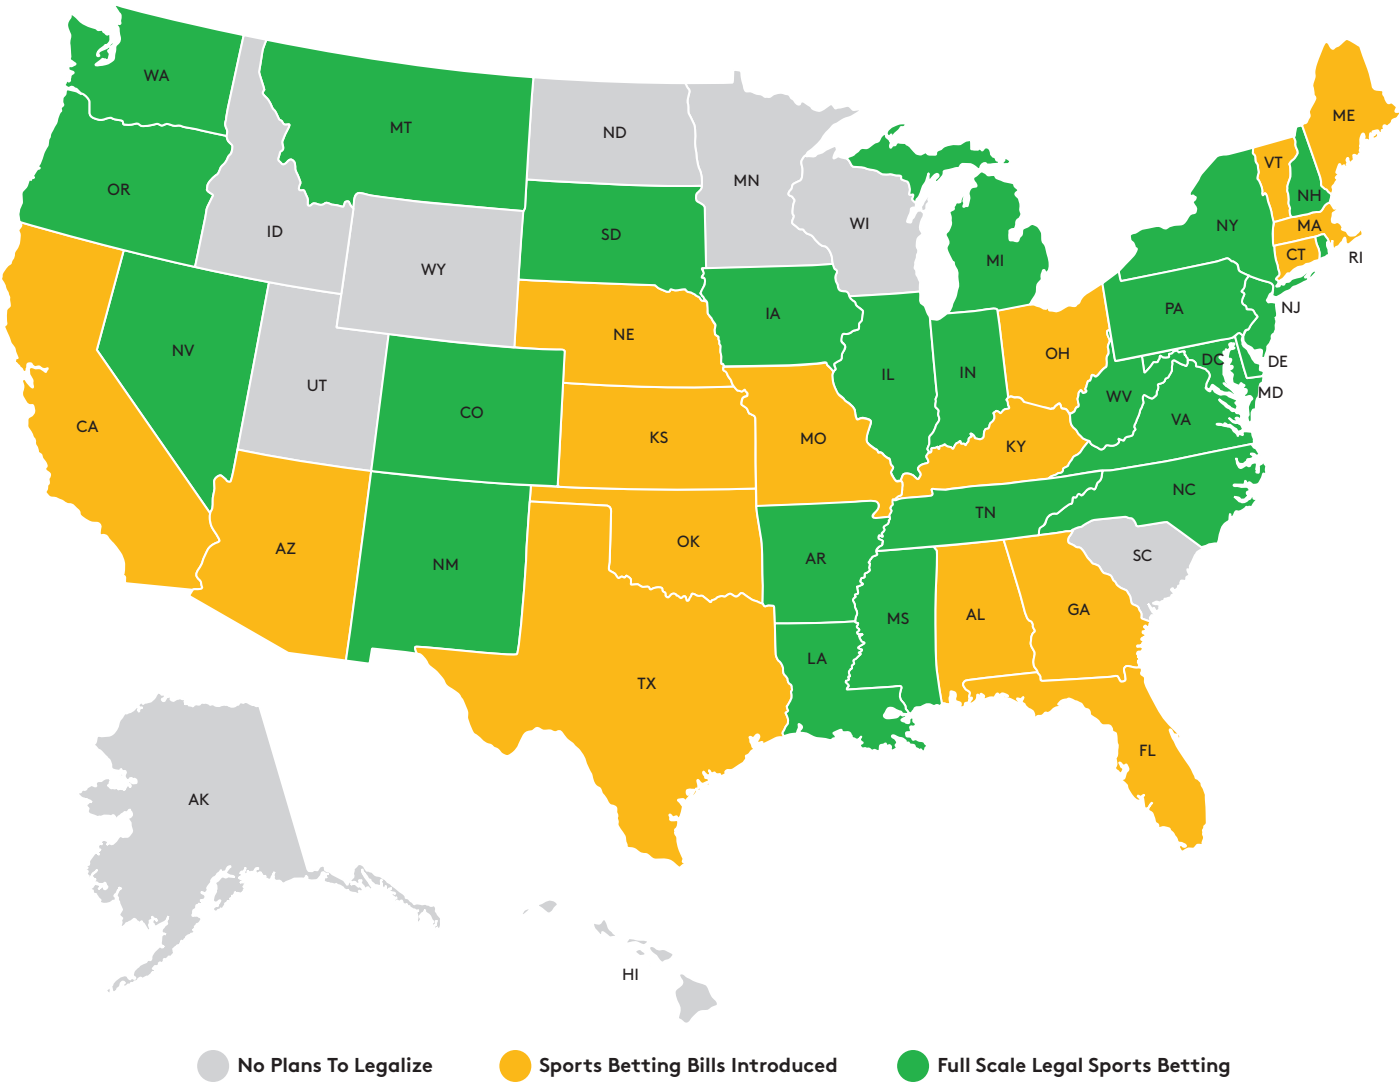 WA
MT
ND
MN
ME
VT
NH
OR
ID
WY
SD
WI
MI
NY
MA
CT
RI
NV
UT
CO
NE
IA
IL
IN
OH
PA
NJ
DC
DE
MD
WV
VA
CA
KS
MO
KY
NC
TN
AZ
NM
OK
AR
SC
MS
AL
GA
LA
TX
FL
AK
HI
No Plans To Legalize
Sports Betting Bills Introduced
Full Scale Legal Sports Betting